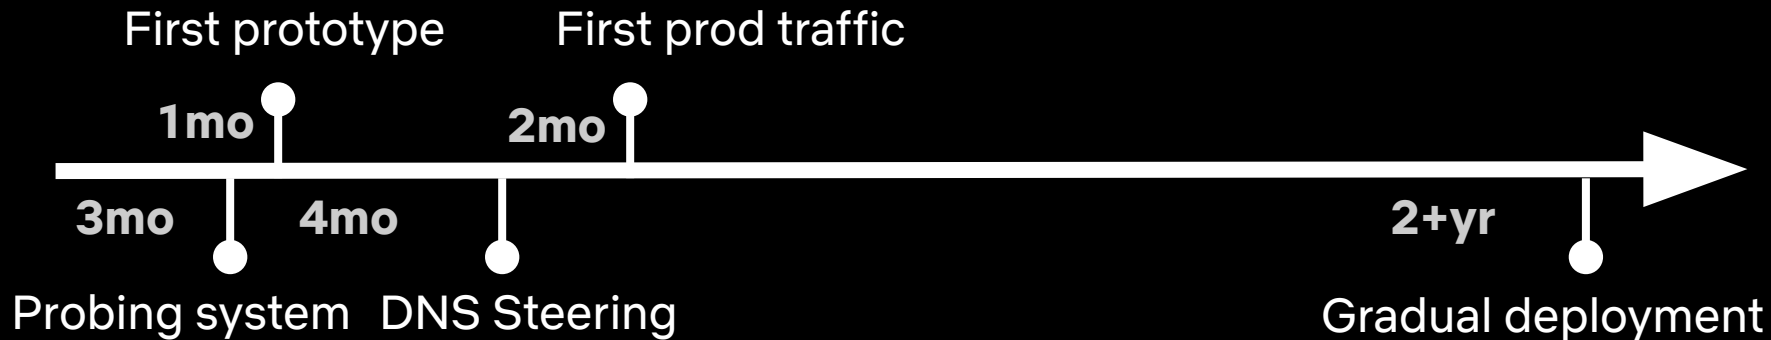 First prototype
First prod traffic
1mo
2mo
3mo
4mo
2+yr
Probing system
DNS Steering
Gradual deployment